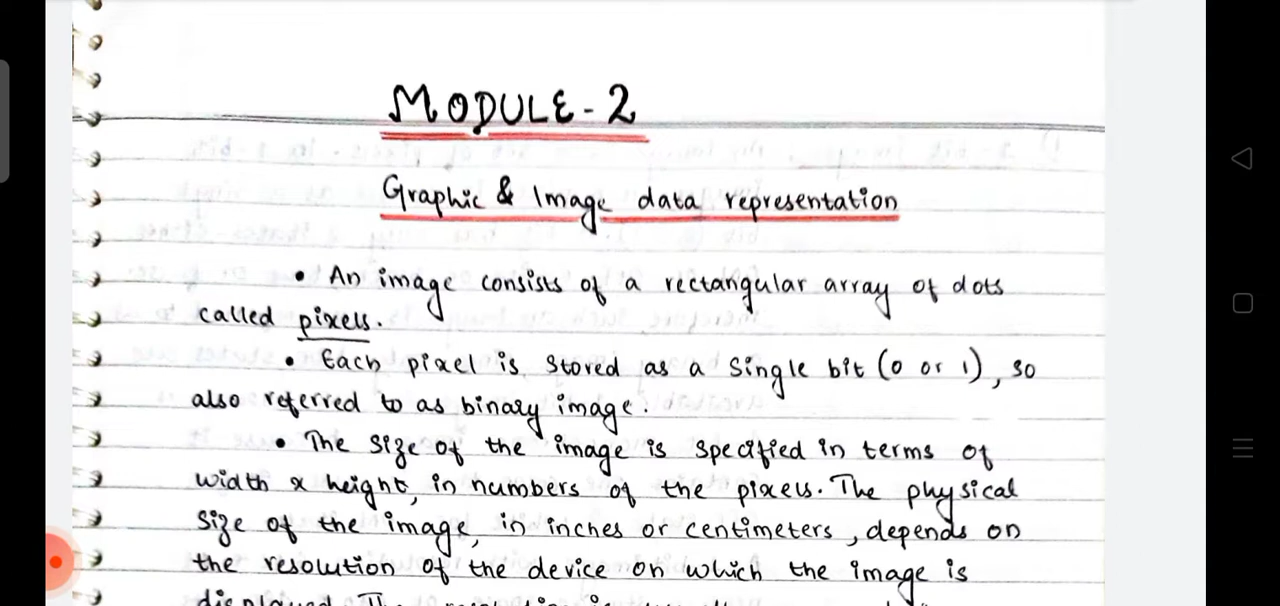 MODULE-2
Graphic & Image data representation
• An image consists of a rectangular array of dots
called pixels.
• Each pixel is stored as a single bit (0 or 1), so
also referred to as binary image.
• The size of the image is specified in terms of
width x height, in numbers of the pixels. The physical
size of the image, in inches or centimeters, depends on
the resolution of the device on which the image is
displayed. The